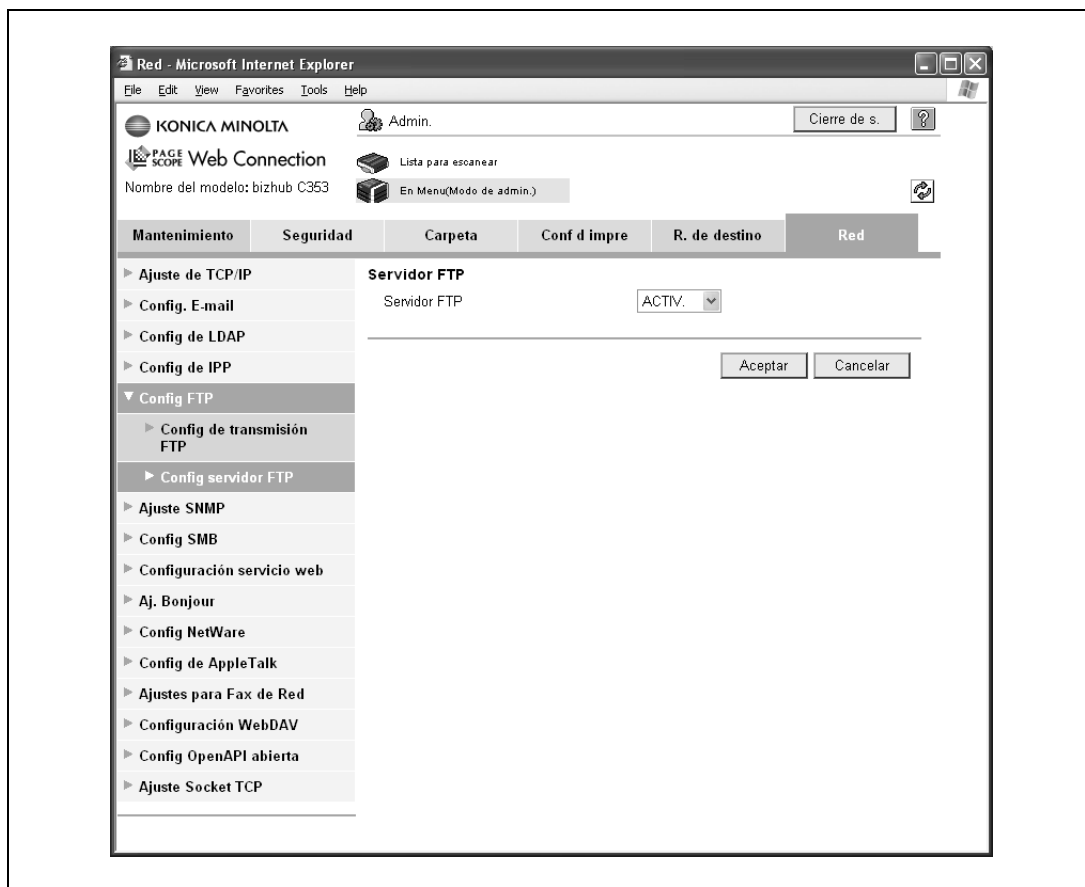 Red - Microsoft Internet Explorer
File Edit View Favorites Tools Help
KONICA MINOLTA
Admin.
Cierre de s.
?
PAGE SCOPE Web Connection
Lista para escanear
Nombre del modelo: bizhub C353
En Menu(Modo de admin.)
Mantenimiento Seguridad Carpeta Conf d impre R. de destino Red
Ajuste de TCP/IP
Config. E-mail
Config de LDAP
Config de IPP
Config FTP
Config de transmisión
FTP
Config servidor FTP
Ajuste SNMP
Config SMB
Configuración servicio web
Aj. Bonjour
Config NetWare
Config de AppleTalk
Ajustes para Fax de Red
Configuración WebDAV
Config OpenAPI abierta
Ajuste Socket TCP
Servidor FTP
Servidor FTP ACTIV.
Aceptar Cancelar